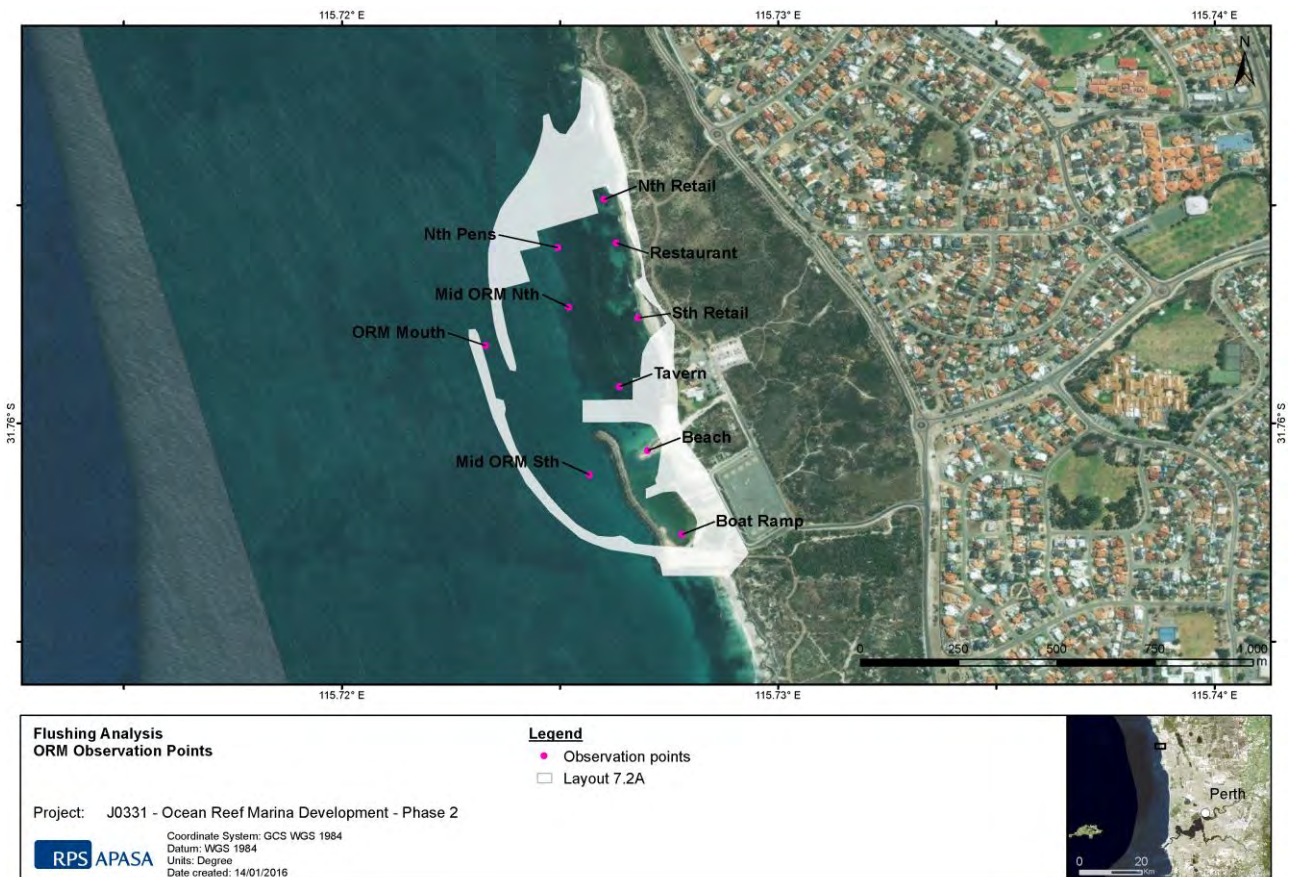 115.72° E
115.73° E
115.74° E
N
Nth Retail
Nth Pens
Restaurant
Mid ORM Nth
Sth Retail
ORM Mouth
Tavern
31.76° S
31.76° S
Beach
Mid ORM Sth
Boat Ramp
0 250 500 750 1,000
m
115.72° E
115.73° E
115.74° E
Flushing Analysis
ORM Observation Points
Legend
Observation points
Layout 7.2A
Project: J0331 - Ocean Reef Marina Development - Phase 2
RPS APASA
Coordinate System: GCS WGS 1984
Datum: WGS 1984
Units: Degree
Date created: 14/01/2016
Perth
0 20
Km